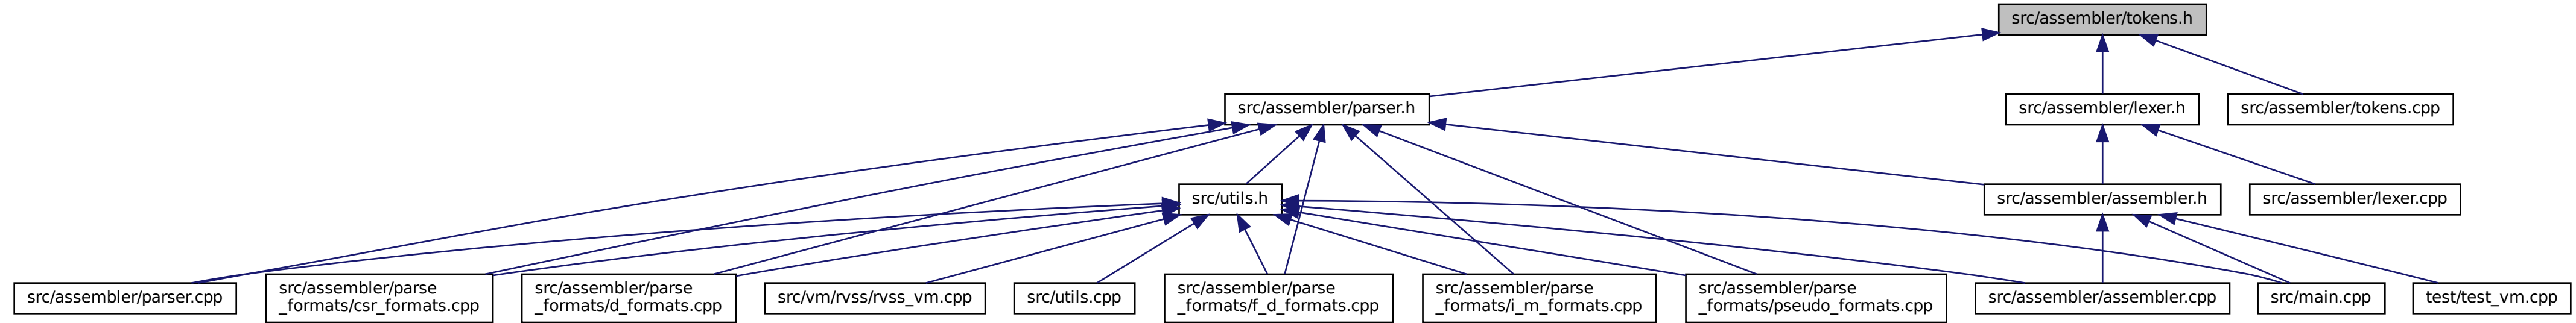 src/assembler/tokens.h
src/assembler/parser.h
src/assembler/lexer.h
src/assembler/tokens.cpp
src/utils.h
src/assembler/assembler.h
src/assembler/lexer.cpp
src/assembler/parser.cpp
src/assembler/parse
_formats/csr_formats.cpp
src/assembler/parse
_formats/d_formats.cpp
src/vm/rvss/rvss_vm.cpp
src/utils.cpp
src/assembler/parse
_formats/f_d_formats.cpp
src/assembler/parse
_formats/i_m_formats.cpp
src/assembler/parse
_formats/pseudo_formats.cpp
src/assembler/assembler.cpp
src/main.cpp
test/test_vm.cpp